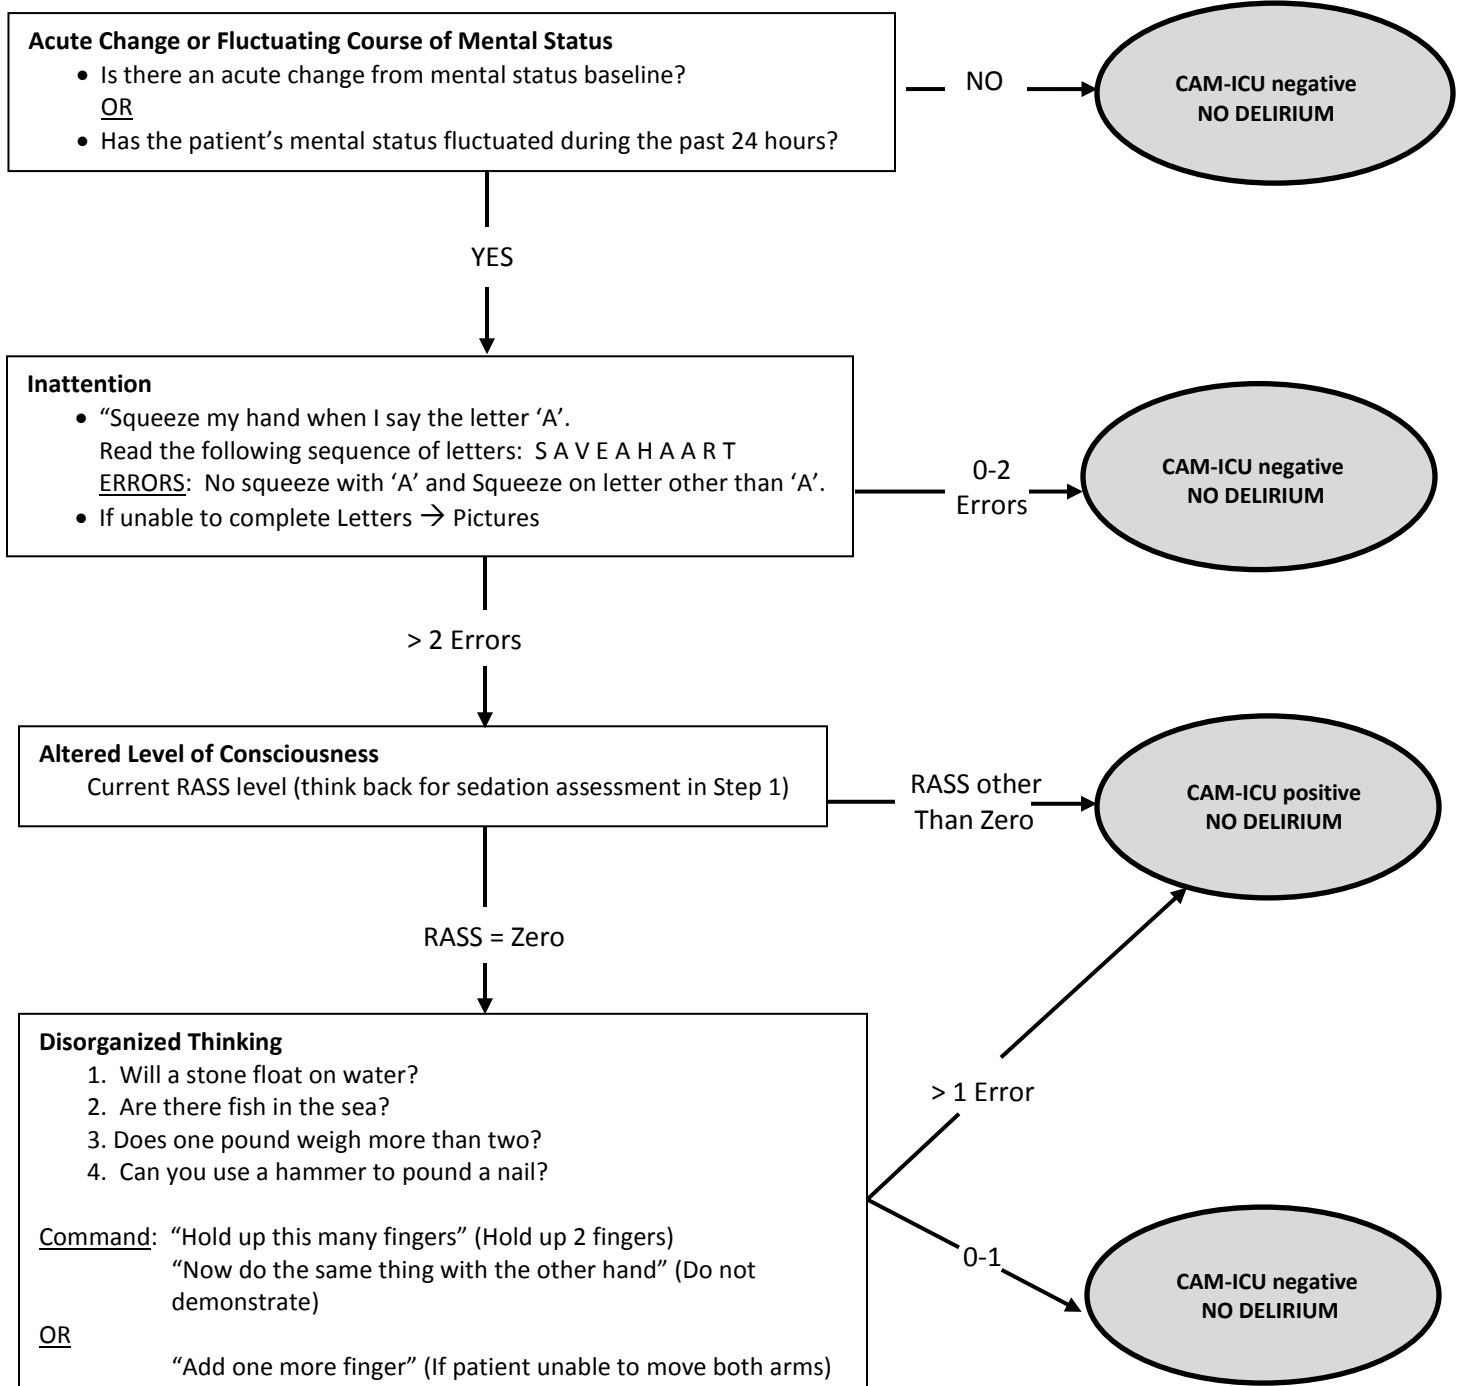 Acute Change or Fluctuating Course of Mental Status
• Is there an acute change from mental status baseline?
OR
• Has the patient’s mental status fluctuated during the past 24 hours?
NO
CAM-ICU negative
NO DELIRIUM
YES
Inattention
• “Squeeze my hand when I say the letter ‘A’.
Read the following sequence of letters: S A V E A H A A R T
ERRORS: No squeeze with ‘A’ and Squeeze on letter other than ‘A’.
• If unable to complete Letters → Pictures
0-2
Errors
CAM-ICU negative
NO DELIRIUM
> 2 Errors
Altered Level of Consciousness
Current RASS level (think back for sedation assessment in Step 1)
RASS other
Than Zero
CAM-ICU positive
NO DELIRIUM
RASS = Zero
Disorganized Thinking
1. Will a stone float on water?
2. Are there fish in the sea?
3. Does one pound weigh more than two?
4. Can you use a hammer to pound a nail?
Command: “Hold up this many fingers” (Hold up 2 fingers)
“Now do the same thing with the other hand” (Do not
demonstrate)
OR
“Add one more finger” (If patient unable to move both arms)
> 1 Error
0-1
CAM-ICU negative
NO DELIRIUM